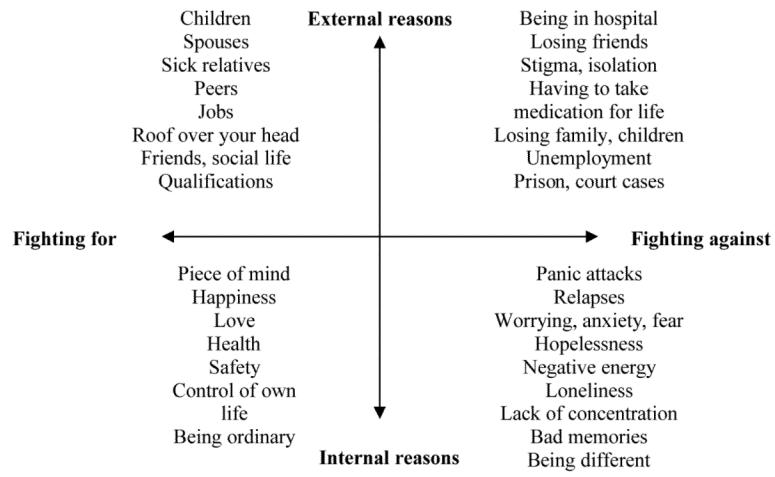 External reasons
Children
Spouses
Sick relatives
Peers
Jobs
Roof over your head
Friends, social life
Qualifications
Being in hospital
Losing friends
Stigma, isolation
Having to take
medication for life
Losing family, children
Unemployment
Prison, court cases
Fighting for
Fighting against
Piece of mind
Happiness
Love
Health
Safety
Control of own
life
Being ordinary
Panic attacks
Relapses
Worrying, anxiety, fear
Hopelessness
Negative energy
Loneliness
Lack of concentration
Bad memories
Being different
Internal reasons